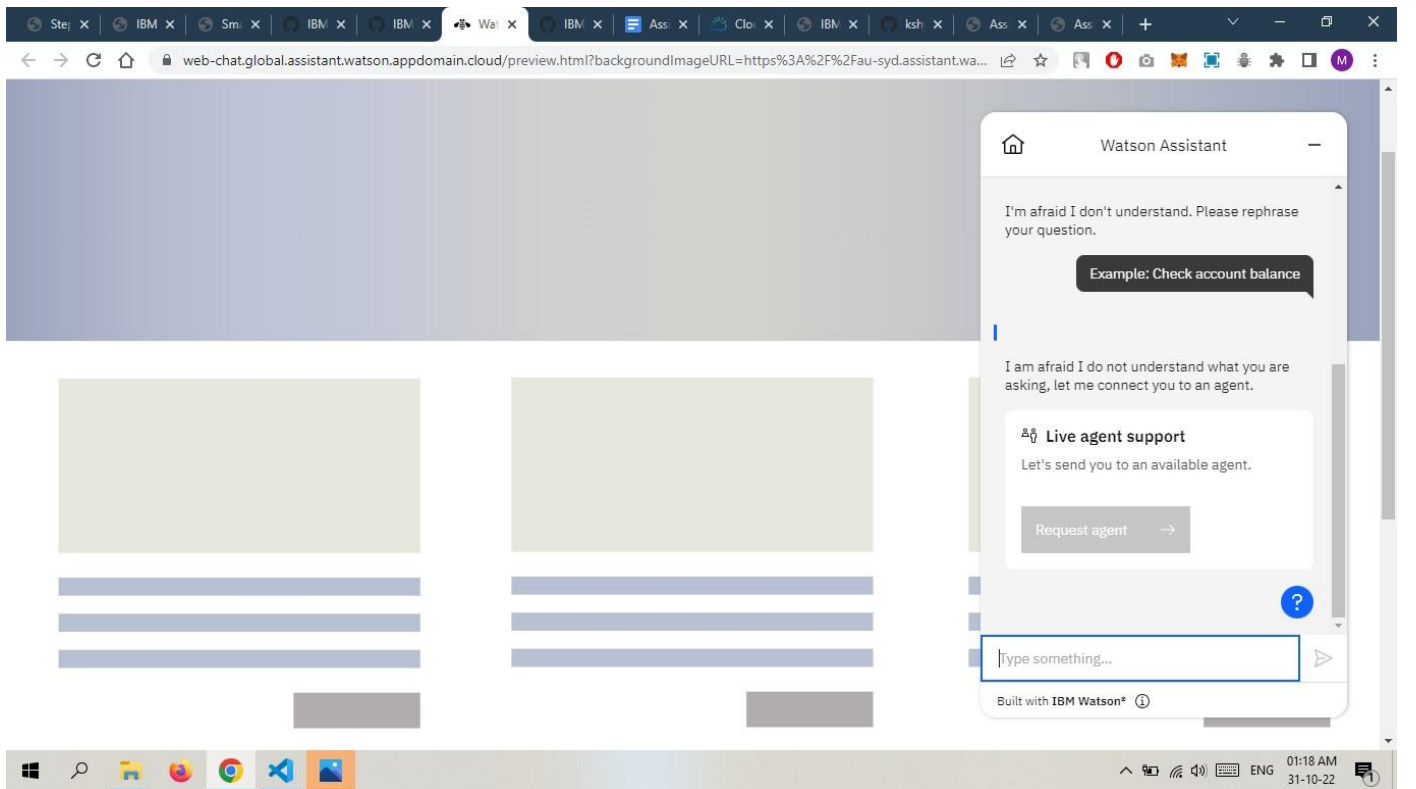 Ste
IBM
Sma
IBM
IBM
Wat
IBM
Assi
Clou
IBM
ksh
Ass
Ass
web-chat.global.assistant.watson.appdomain.cloud/preview.html?backgroundImageURL=https%3A%2F%2Fau-syd.assistant.wa...
M
Watson Assistant
I'm afraid I don't understand. Please rephrase
your question.
Example: Check account balance
I am afraid I do not understand what you are
asking, let me connect you to an agent.
Live agent support
Let's send you to an available agent.
Request agent
?
Type something...
Built with IBM Watson®
01:18 AM
ENG
31-10-22
1